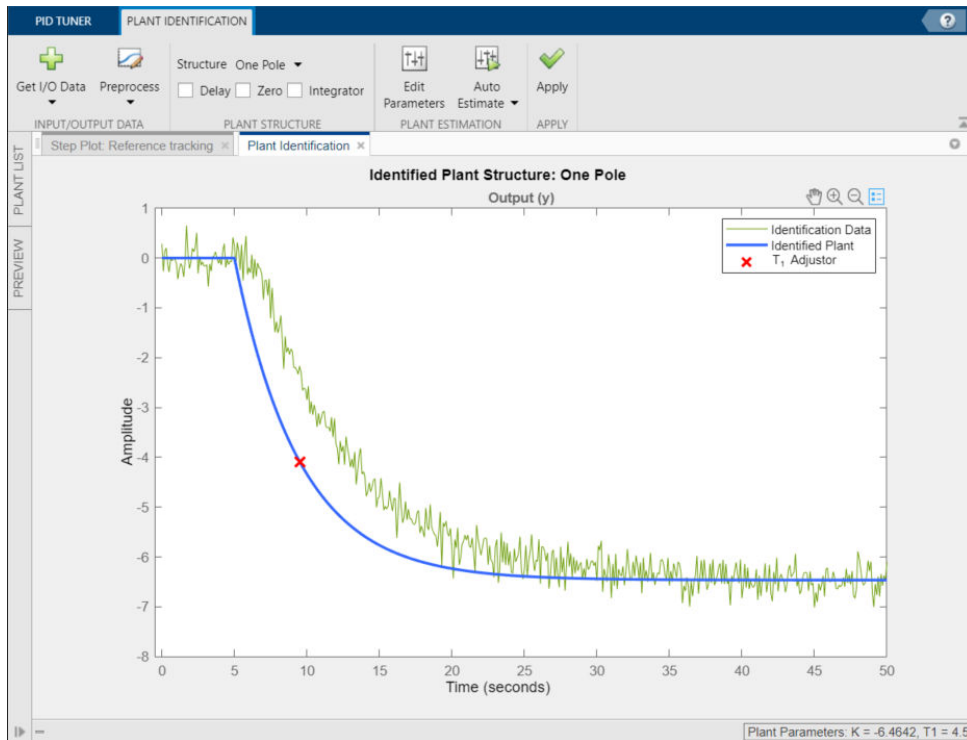 PID TUNER
PLANT IDENTIFICATION
?
Get I/O Data
Preprocess
Structure One Pole
Delay Zero Integrator
Edit Parameters
Auto Estimate
Apply
INPUT/OUTPUT DATA
PLANT STRUCTURE
PLANT ESTIMATION
APPLY
Step Plot: Reference tracking
Plant Identification
PLANT LIST
PREVIEW
Identified Plant Structure: One Pole
Output (y)
Identification Data
Identified Plant
T₁ Adjustor
Amplitude
1
0
-1
-2
-3
-4
-5
-6
-7
-8
0 5 10 15 20 25 30 35 40 45 50
Time (seconds)
Plant Parameters: K = -6.4642, T1 = 4.5